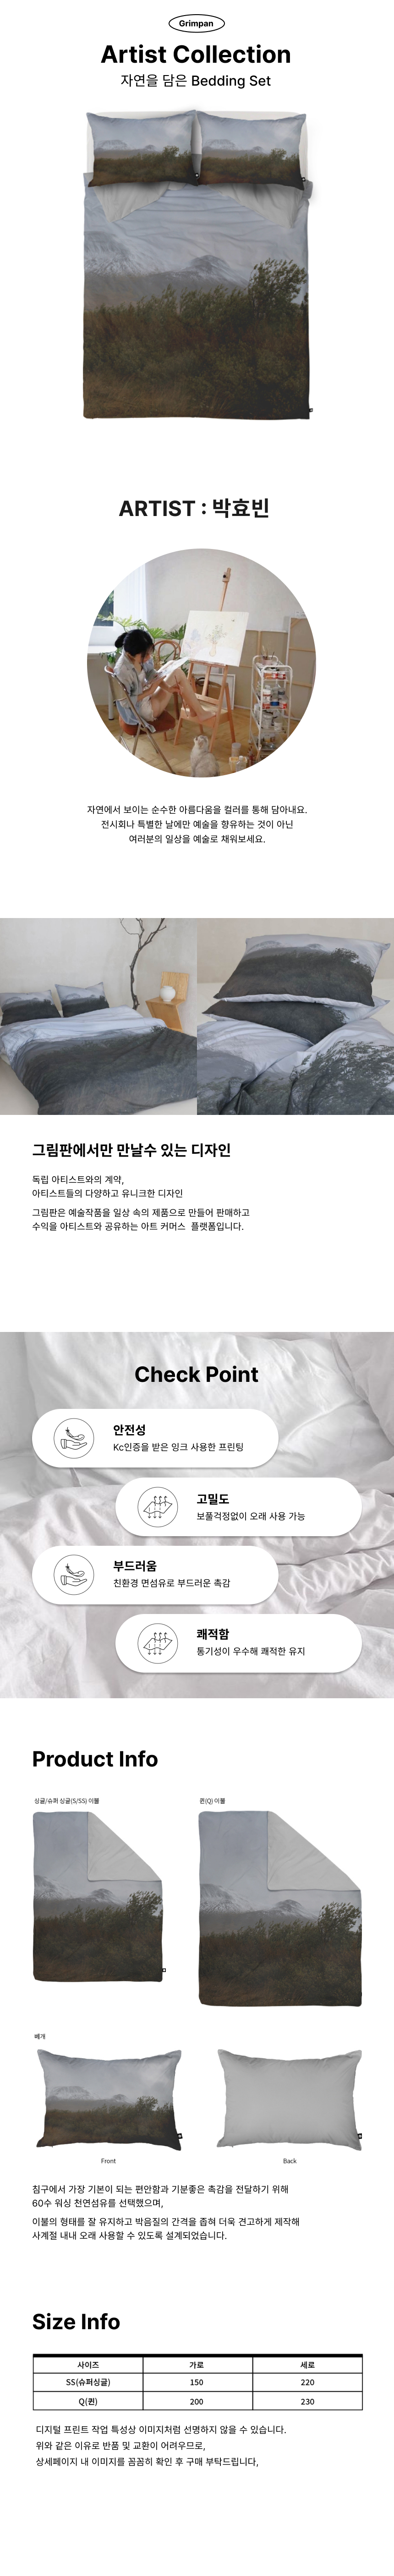 Grimpan
Artist Collection
자연을 담은 Bedding Set
ARTIST : 박효빈
자연에서 보이는 순수한 아름다움을 컬러를 통해 담아내요.
전시회나 특별한 날에만 예술을 향유하는 것이 아닌
여러분의 일상을 예술로 채워보세요.
그림판에서만 만날수 있는 디자인
독립 아티스트와의 계약,
아티스트들의 다양하고 유니크한 디자인
그림판은 예술작품을 일상 속의 제품으로 만들어 판매하고
수익을 아티스트와 공유하는 아트 커머스 플랫폼입니다.
Check Point
안전성
Kc인증을 받은 잉크 사용한 프린팅
고밀도
보풀걱정없이 오래 사용 가능
부드러움
친환경 면섬유로 부드러운 촉감
쾌적함
통기성이 우수해 쾌적한 유지
Product Info
싱글/슈퍼 싱글(S/SS) 이불
퀸(Q) 이불
베개
Front
Back
침구에서 가장 기본이 되는 편안함과 기분좋은 촉감을 전달하기 위해
60수 워싱 천연섬유를 선택했으며,
이불의 형태를 잘 유지하고 박음질의 간격을 좁혀 더욱 견고하게 제작해
사계절 내내 오래 사용할 수 있도록 설계되었습니다.
Size Info
사이즈 가로 세로
SS(슈퍼싱글) 150 220
Q(퀸) 200 230
디지털 프린트 작업 특성상 이미지처럼 선명하지 않을 수 있습니다.
위와 같은 이유로 반품 및 교환이 어려우므로,
상세페이지 내 이미지를 꼼꼼히 확인 후 구매 부탁드립니다,